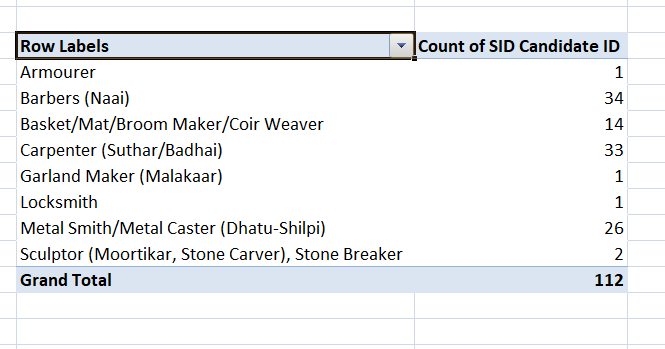 Row Labels Count of SID Candidate ID
Armourer 1
Barbers (Naai) 34
Basket/Mat/Broom Maker/Coir Weaver 14
Carpenter (Suthar/Badhai) 33
Garland Maker (Malakaar) 1
Locksmith 1
Metal Smith/Metal Caster (Dhatu-Shilpi) 26
Sculptor (Moortikar, Stone Carver), Stone Breaker 2
Grand Total 112